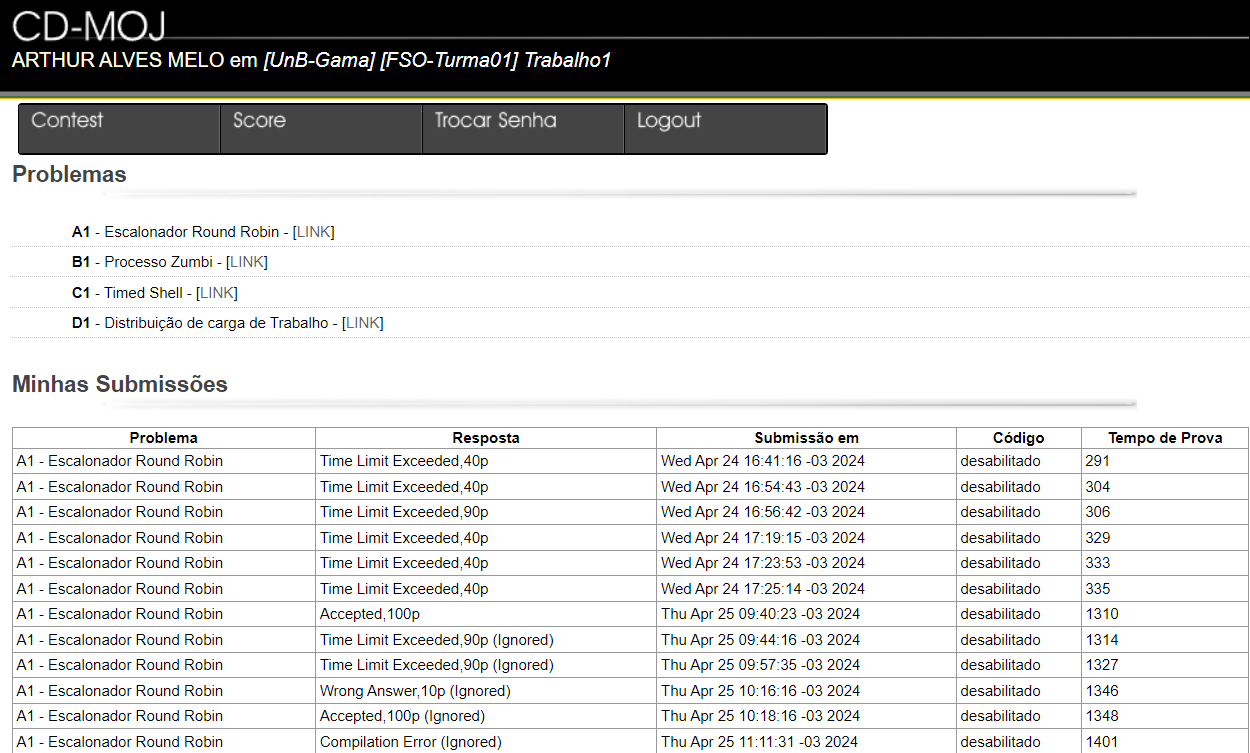 CD-MOJ
ARTHUR ALVES MELO em [UnB-Gama] [FSO-Turma01] Trabalho1
Contest Score Trocar Senha Logout
Problemas
A1 - Escalonador Round Robin - [LINK]
B1 - Processo Zumbi - [LINK]
C1 - Timed Shell - [LINK]
D1 - Distribuição de carga de Trabalho - [LINK]
Minhas Submissões
Problema Resposta Submissão em Código Tempo de Prova
A1 - Escalonador Round Robin Time Limit Exceeded,40p Wed Apr 24 16:41:16 -03 2024 desabilitado 291
A1 - Escalonador Round Robin Time Limit Exceeded,40p Wed Apr 24 16:54:43 -03 2024 desabilitado 304
A1 - Escalonador Round Robin Time Limit Exceeded,90p Wed Apr 24 16:56:42 -03 2024 desabilitado 306
A1 - Escalonador Round Robin Time Limit Exceeded,40p Wed Apr 24 17:19:15 -03 2024 desabilitado 329
A1 - Escalonador Round Robin Time Limit Exceeded,40p Wed Apr 24 17:23:53 -03 2024 desabilitado 333
A1 - Escalonador Round Robin Time Limit Exceeded,40p Wed Apr 24 17:25:14 -03 2024 desabilitado 335
A1 - Escalonador Round Robin Accepted,100p Thu Apr 25 09:40:23 -03 2024 desabilitado 1310
A1 - Escalonador Round Robin Time Limit Exceeded,90p (Ignored) Thu Apr 25 09:44:16 -03 2024 desabilitado 1314
A1 - Escalonador Round Robin Time Limit Exceeded,90p (Ignored) Thu Apr 25 09:57:35 -03 2024 desabilitado 1327
A1 - Escalonador Round Robin Wrong Answer,10p (Ignored) Thu Apr 25 10:16:16 -03 2024 desabilitado 1346
A1 - Escalonador Round Robin Accepted,100p (Ignored) Thu Apr 25 10:18:16 -03 2024 desabilitado 1348
A1 - Escalonador Round Robin Compilation Error (Ignored) Thu Apr 25 11:11:31 -03 2024 desabilitado 1401